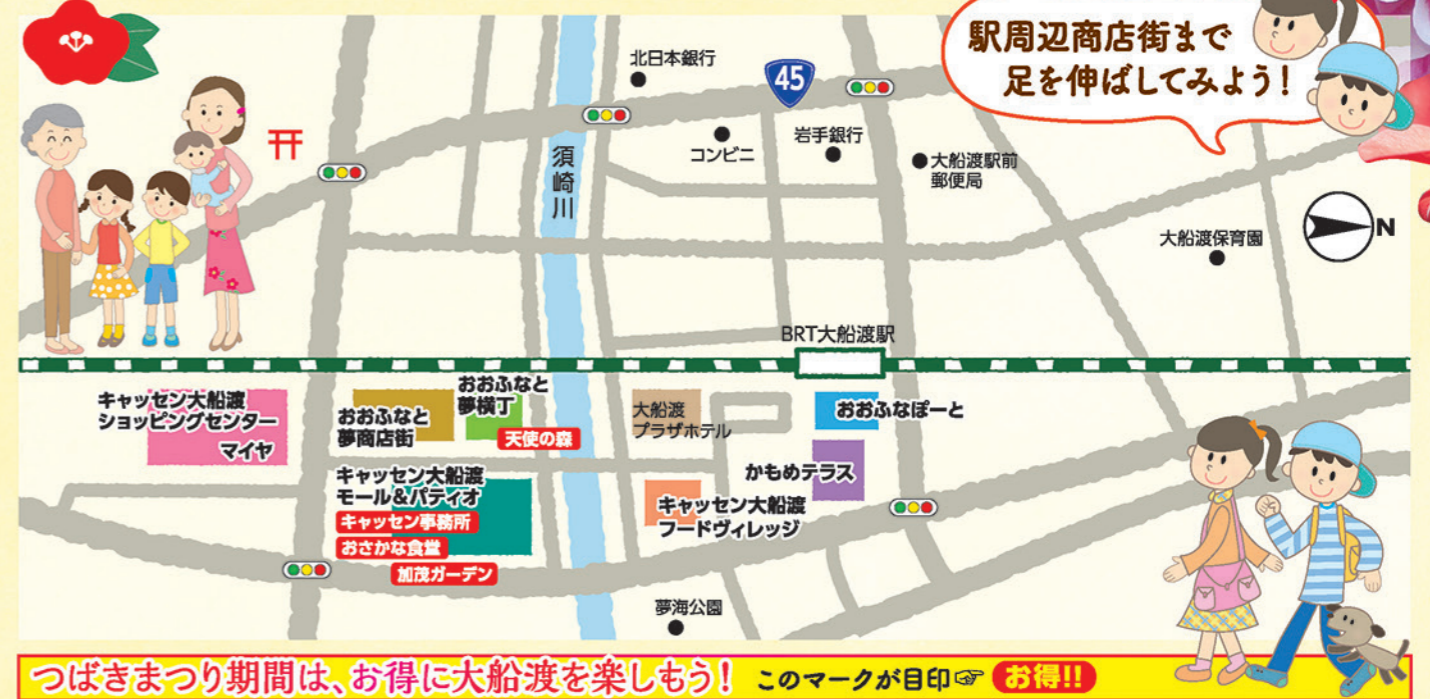 駅周辺商店街まで
足を伸ばしてみよう!
北日本銀行
45
コンビニ
岩手銀行
大船渡駅前
郵便局
須崎川
大船渡保育園
N
BRT大船渡駅
キャッセン大船渡
ショッピングセンター
マイヤ
おおふなと
夢商店街
おおふなと
夢横丁
天使の森
大船渡
プラザホテル
おおふなぽーと
かもめテラス
キャッセン大船渡
モール&パティオ
キャッセン事務所
おさかな食堂
加茂ガーデン
キャッセン大船渡
フードヴィレッジ
夢海公園
つばきまつり期間は、お得に大船渡を楽しもう! このマークが目印☞ お得!!